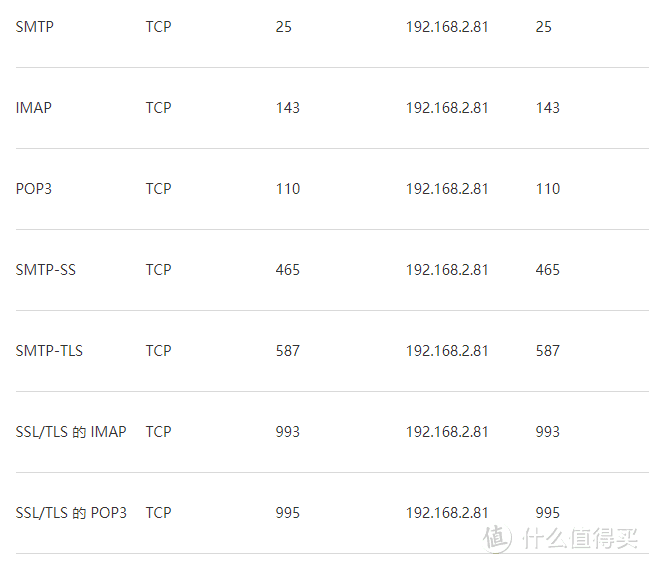 SMTP TCP 25 192.168.2.81 25
IMAP TCP 143 192.168.2.81 143
POP3 TCP 110 192.168.2.81 110
SMTP-SS TCP 465 192.168.2.81 465
SMTP-TLS TCP 587 192.168.2.81 587
SSL/TLS 的 IMAP TCP 993 192.168.2.81 993
SSL/TLS 的 POP3 TCP 995 192.168.2.81 995
值 什么值得买